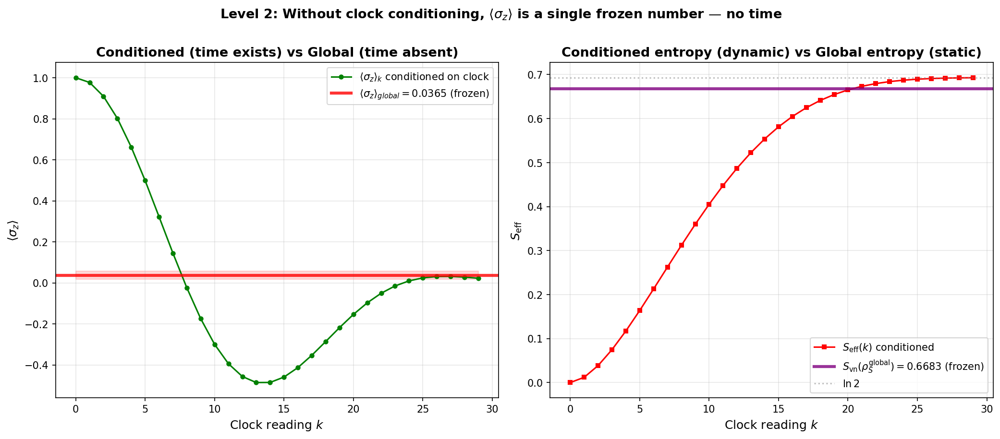 Level 2: Without clock conditioning, ⟨σz⟩ is a single frozen number — no time
Conditioned (time exists) vs Global (time absent)
⟨σz⟩
1.0
0.8
0.6
0.4
0.2
0.0
−0.2
−0.4
⟨σz⟩k conditioned on clock
⟨σz⟩global = 0.0365 (frozen)
0 5 10 15 20 25 30
Clock reading k
Conditioned entropy (dynamic) vs Global entropy (static)
Seff
0.7
0.6
0.5
0.4
0.3
0.2
0.1
0.0
Seff(k) conditioned
Svn(ρS^global) = 0.6683 (frozen)
ln 2
0 5 10 15 20 25 30
Clock reading k